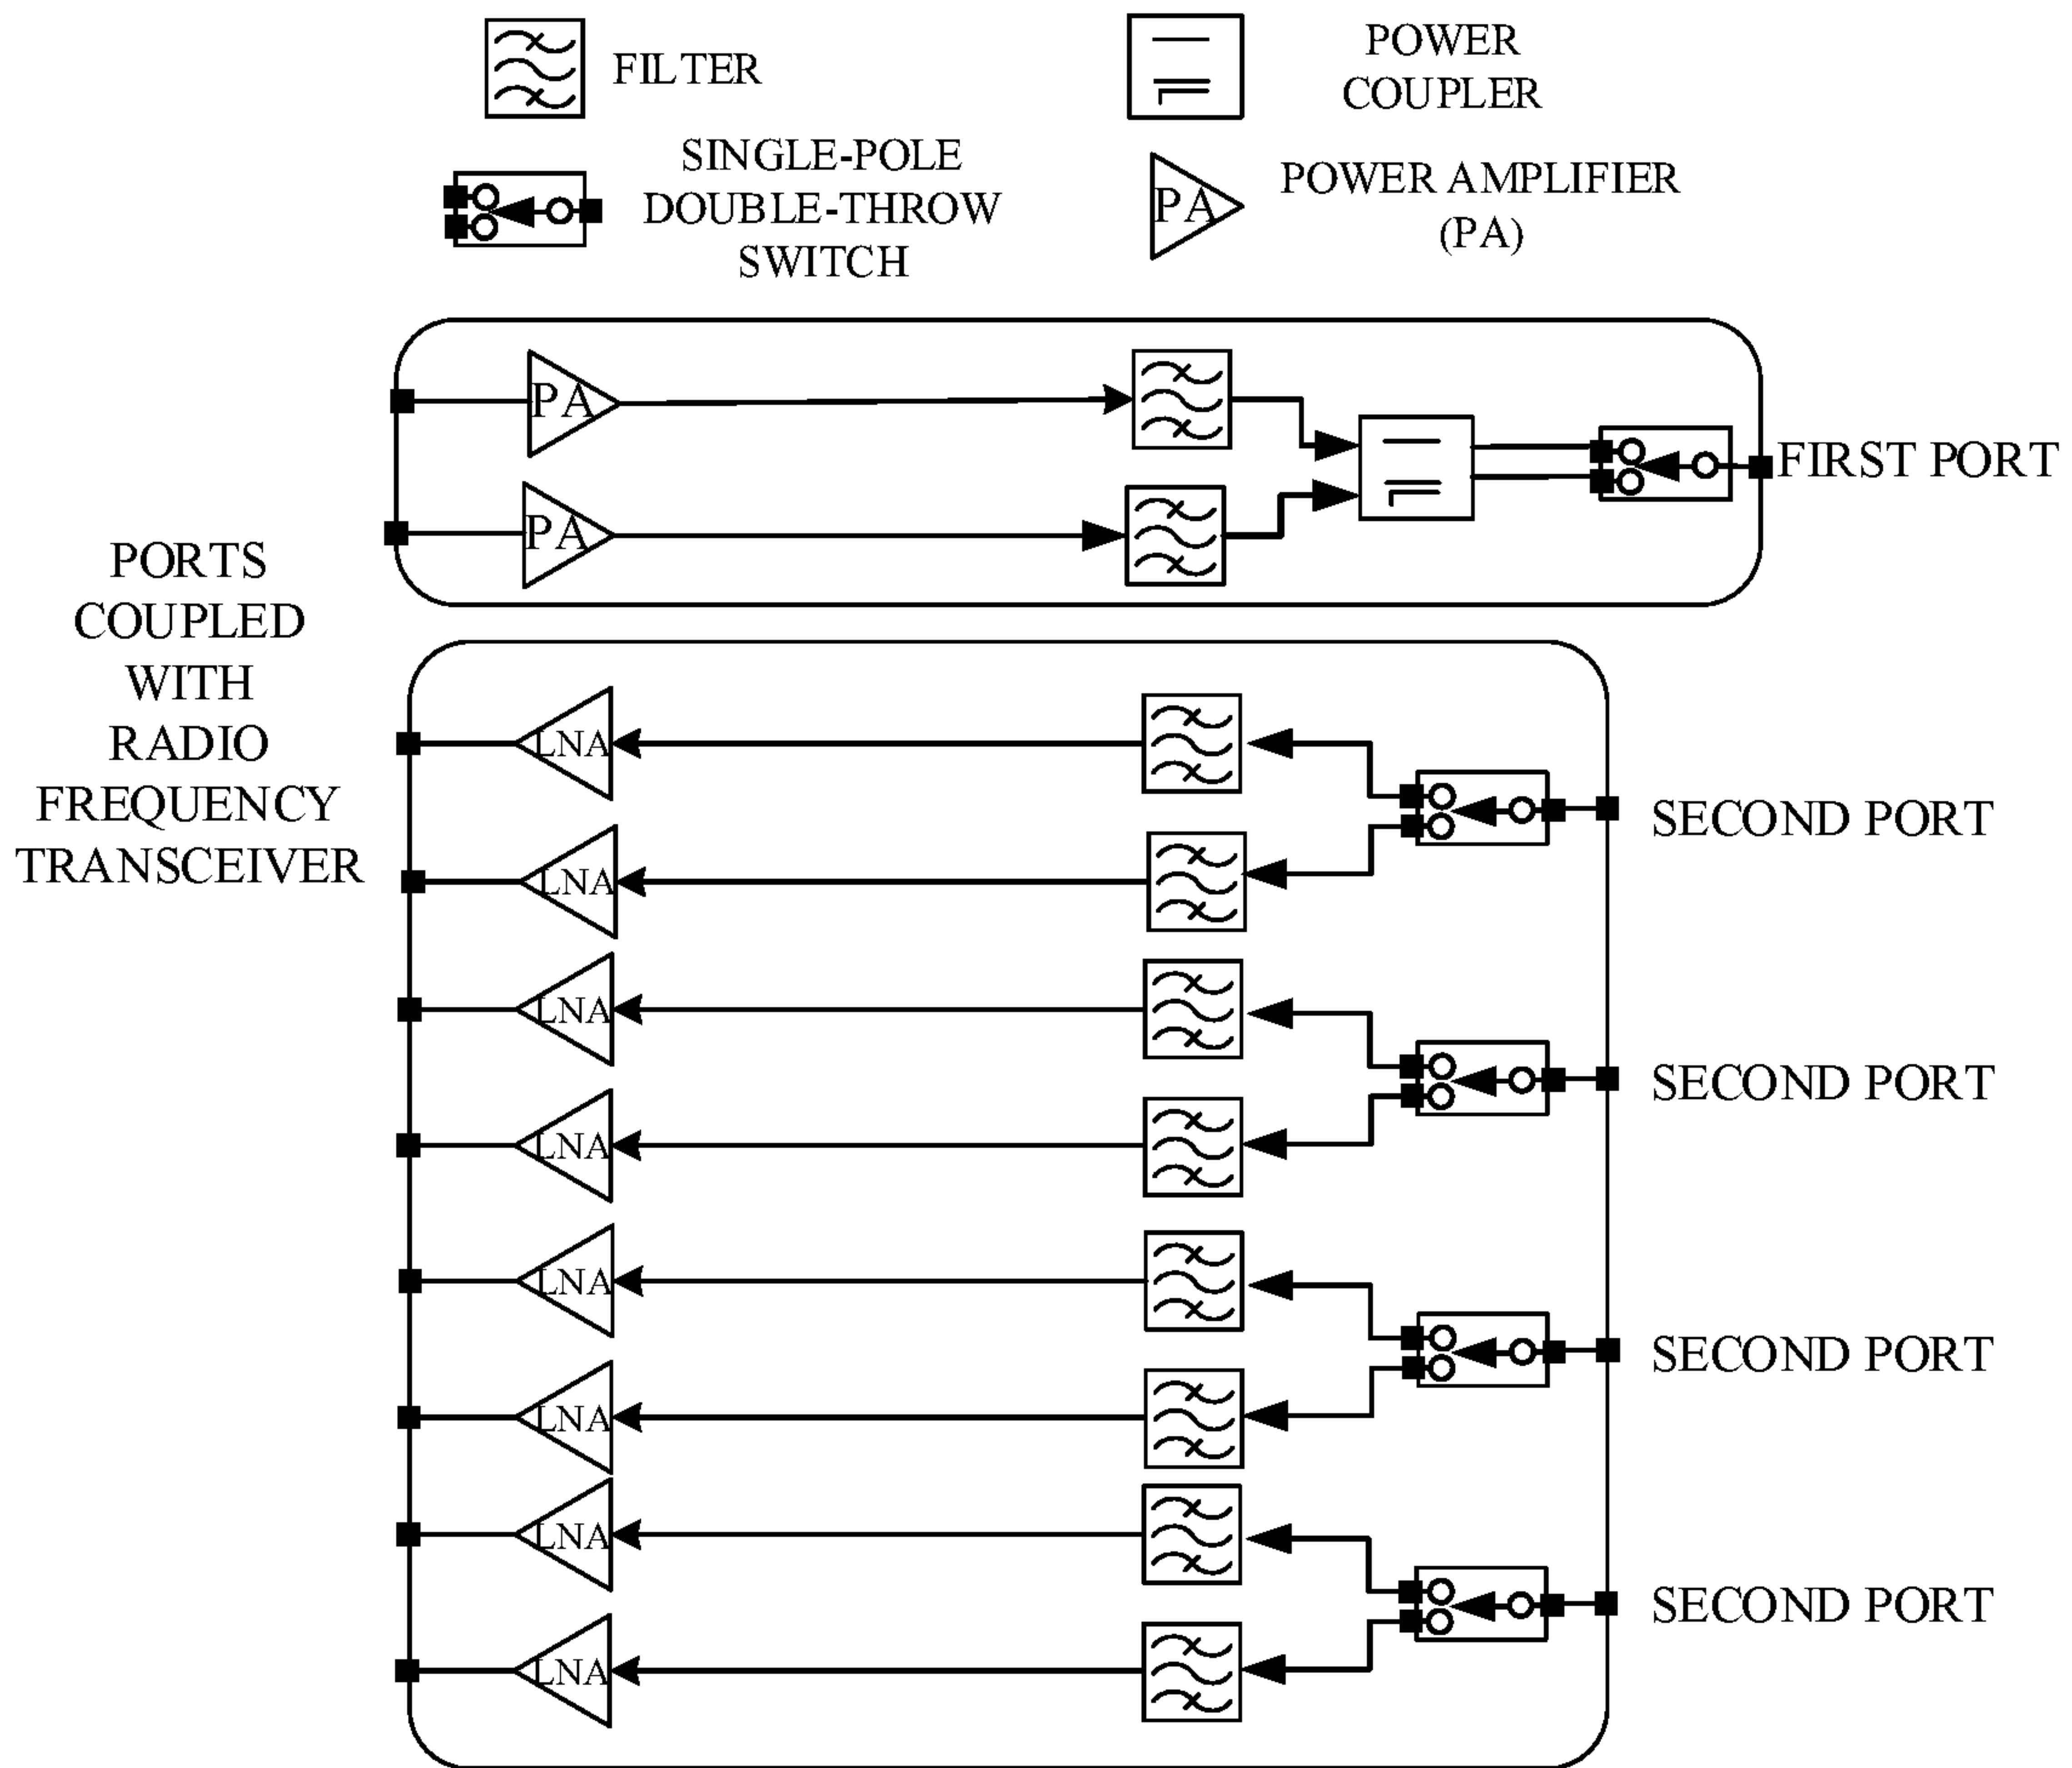 FILTER
POWER
COUPLER
SINGLE-POLE
DOUBLE-THROW
SWITCH
PA
POWER AMPLIFIER
(PA)
PA
FIRST PORT
PA
PORTS
COUPLED
WITH
RADIO
FREQUENCY
TRANSCEIVER
LNA
SECOND PORT
LNA
LNA
SECOND PORT
LNA
LNA
SECOND PORT
LNA
LNA
SECOND PORT
LNA